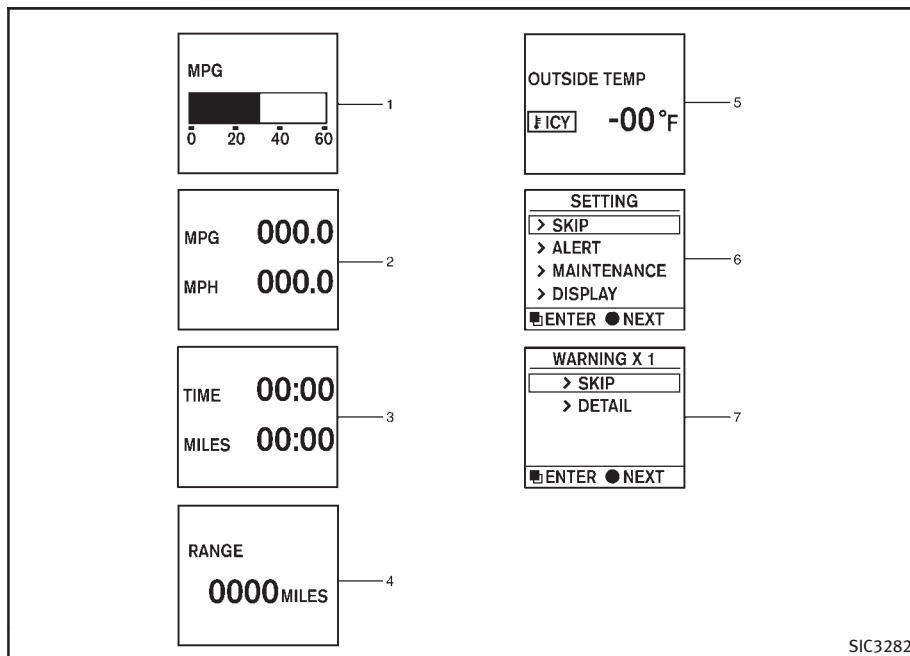 MPG
0 20 40 60
1
MPG 000.0
MPH 000.0
2
TIME 00:00
MILES 00:00
3
RANGE
0000 MILES
4
OUTSIDE TEMP
ICY -00°F
5
SETTING
> SKIP
> ALERT
> MAINTENANCE
> DISPLAY
ENTER ● NEXT
6
WARNING X 1
> SKIP
> DETAIL
ENTER ● NEXT
7
SIC3282